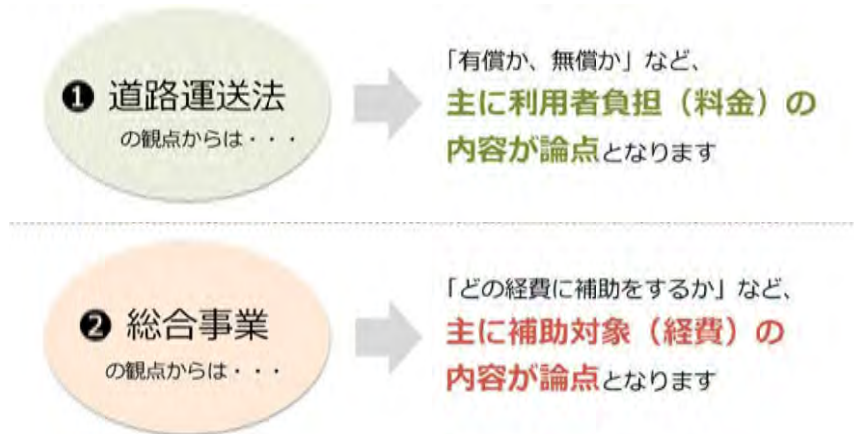 ❶ 道路運送法
の観点からは・・・
「有償か、無償か」など、
主に利用者負担（料金）の
内容が論点となります
❷ 総合事業
の観点からは・・・
「どの経費に補助をするか」など、
主に補助対象（経費）の
内容が論点となります